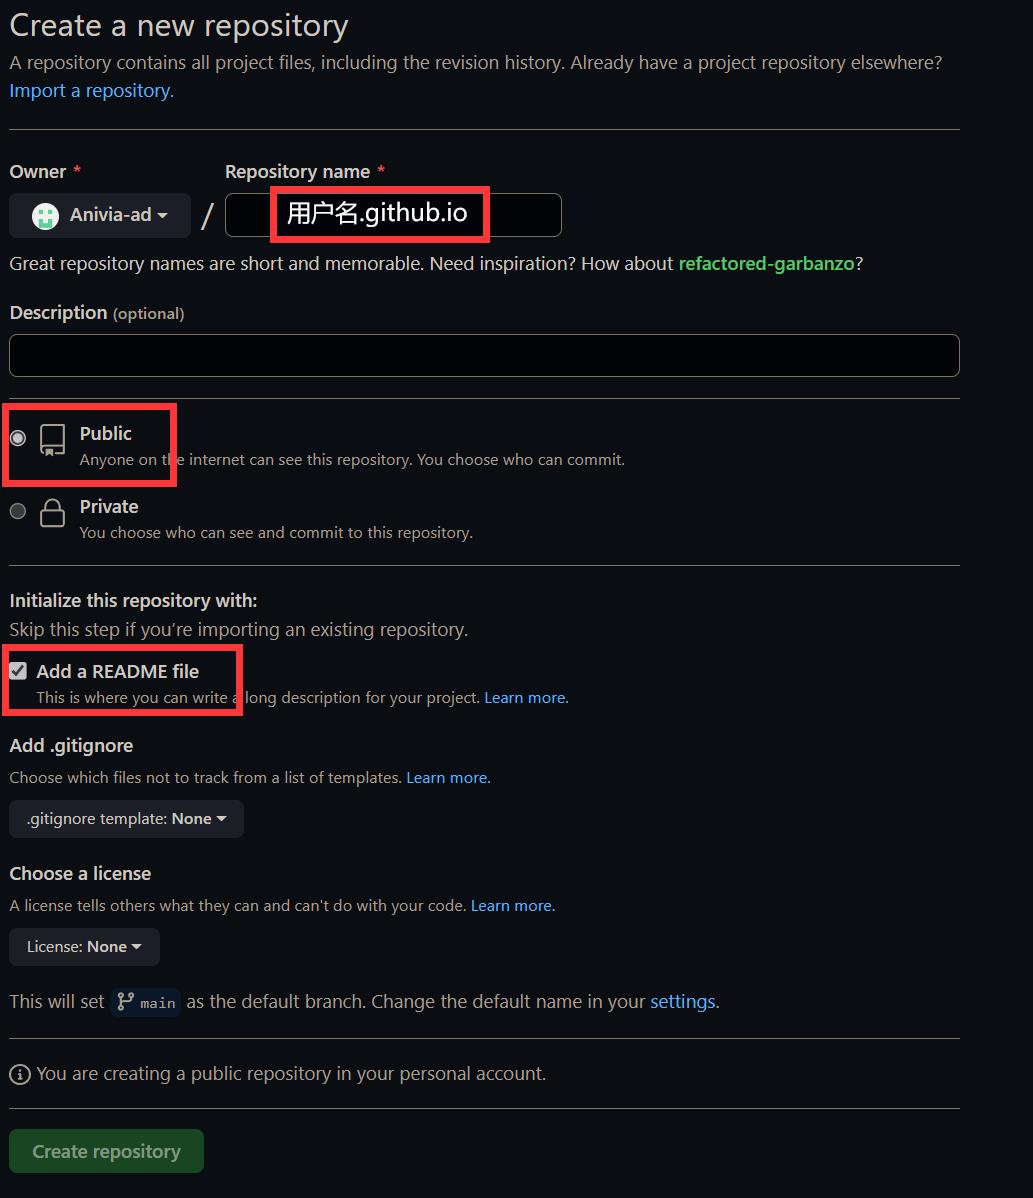 Create a new repository
A repository contains all project files, including the revision history. Already have a project repository elsewhere?
Import a repository.
Owner * Repository name *
Anivia-ad / 用户名.github.io
Great repository names are short and memorable. Need inspiration? How about refactored-garbanzo?
Description (optional)
Public
Anyone on the internet can see this repository. You choose who can commit.
Private
You choose who can see and commit to this repository.
Initialize this repository with:
Skip this step if you’re importing an existing repository.
Add a README file
This is where you can write a long description for your project. Learn more.
Add .gitignore
Choose which files not to track from a list of templates. Learn more.
.gitignore template: None
Choose a license
A license tells others what they can and can't do with your code. Learn more.
License: None
This will set main as the default branch. Change the default name in your settings.
You are creating a public repository in your personal account.
Create repository